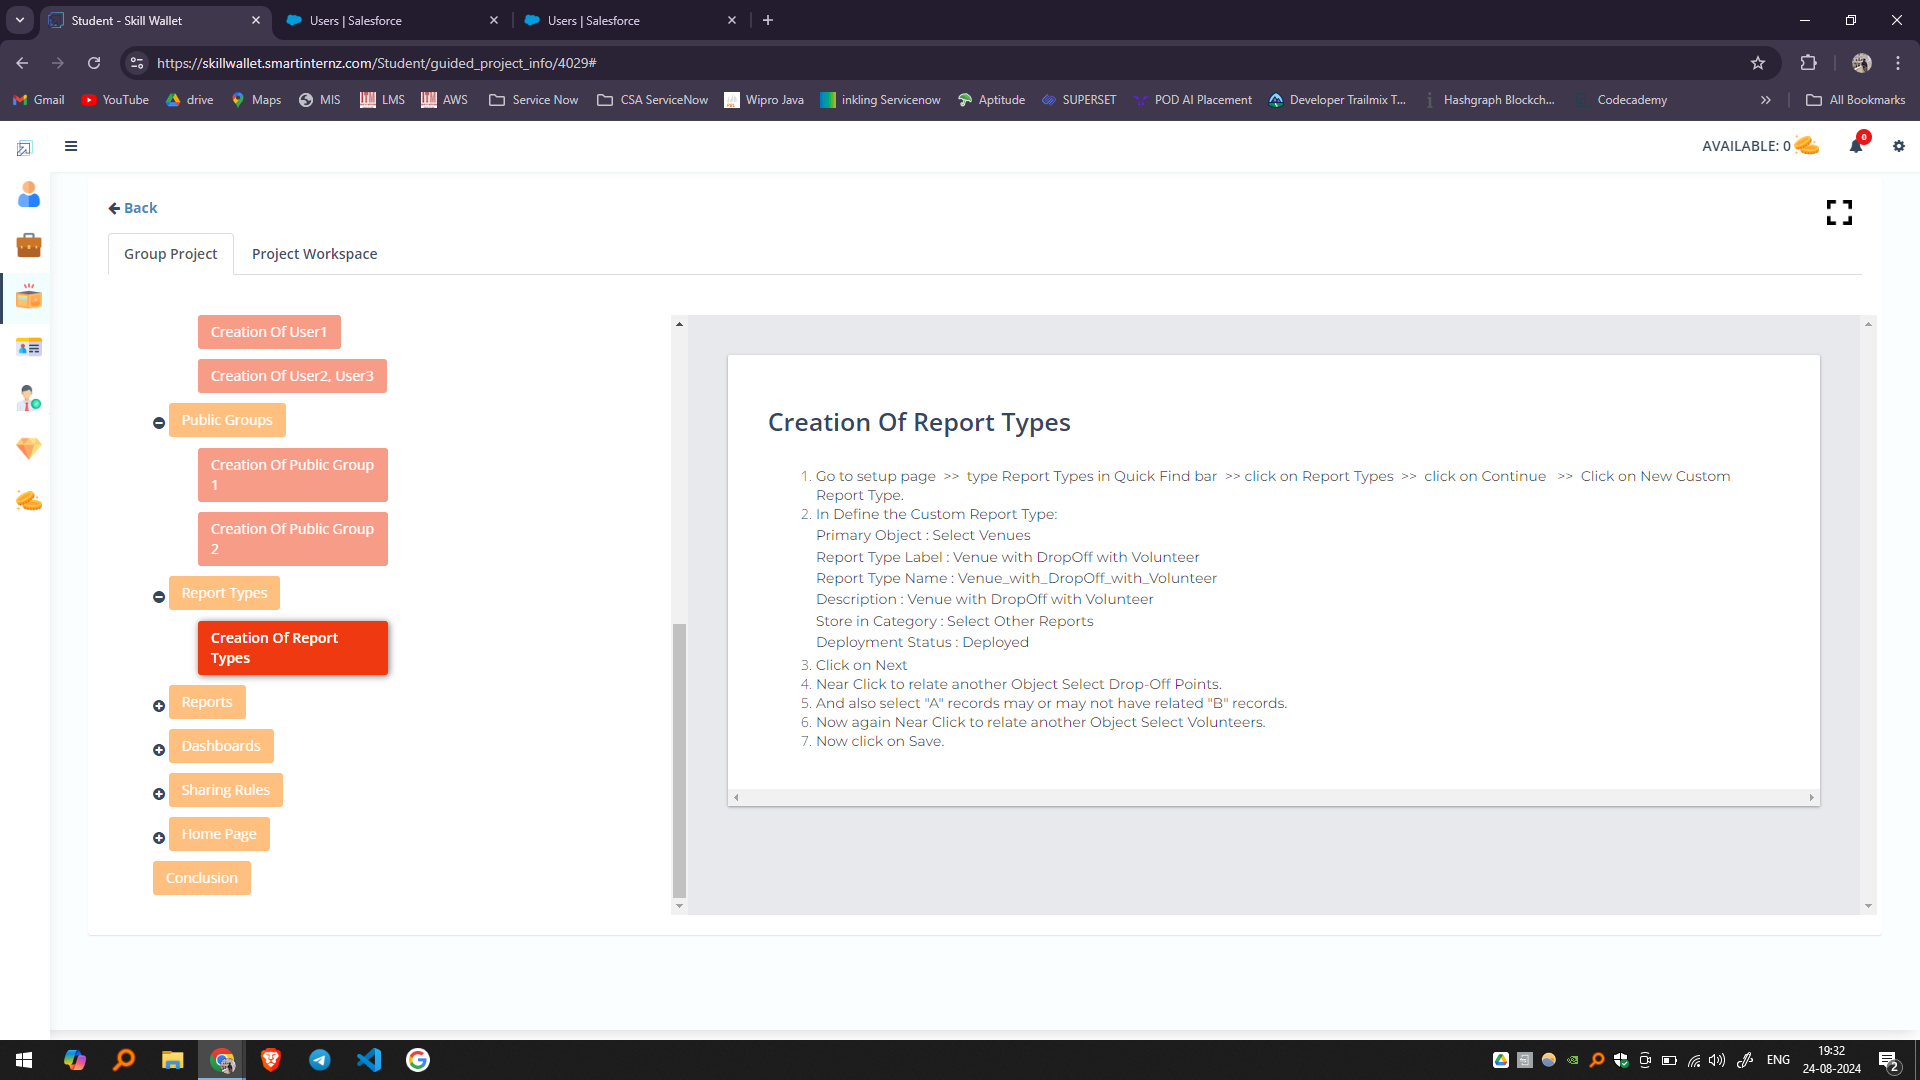 Student - Skill Wallet
Users | Salesforce
Users | Salesforce
https://skillwallet.smartinternz.com/Student/guided_project_info/4029#
Gmail
YouTube
drive
Maps
MIS
LMS
AWS
Service Now
CSA ServiceNow
Wipro Java
inkling Servicenow
Aptitude
SUPERSET
POD AI Placement
Developer Trailmix T...
Hashgraph Blockch...
Codecademy
All Bookmarks
AVAILABLE: 0
0
Back
Group Project
Project Workspace
Creation Of User1
Creation Of User2, User3
Public Groups
Creation Of Public Group
1
Creation Of Public Group
2
Report Types
Creation Of Report
Types
Reports
Dashboards
Sharing Rules
Home Page
Conclusion
Creation Of Report Types
1. Go to setup page >> type Report Types in Quick Find bar >> click on Report Types >> click on Continue >> Click on New Custom
Report Type.
2. In Define the Custom Report Type:
Primary Object : Select Venues
Report Type Label : Venue with DropOff with Volunteer
Report Type Name : Venue_with_DropOff_with_Volunteer
Description : Venue with DropOff with Volunteer
Store in Category : Select Other Reports
Deployment Status : Deployed
3. Click on Next
4. Near Click to relate another Object Select Drop-Off Points.
5. And also select "A" records may or may not have related "B" records.
6. Now again Near Click to relate another Object Select Volunteers.
7. Now click on Save.
ENG
19:32
24-08-2024
2